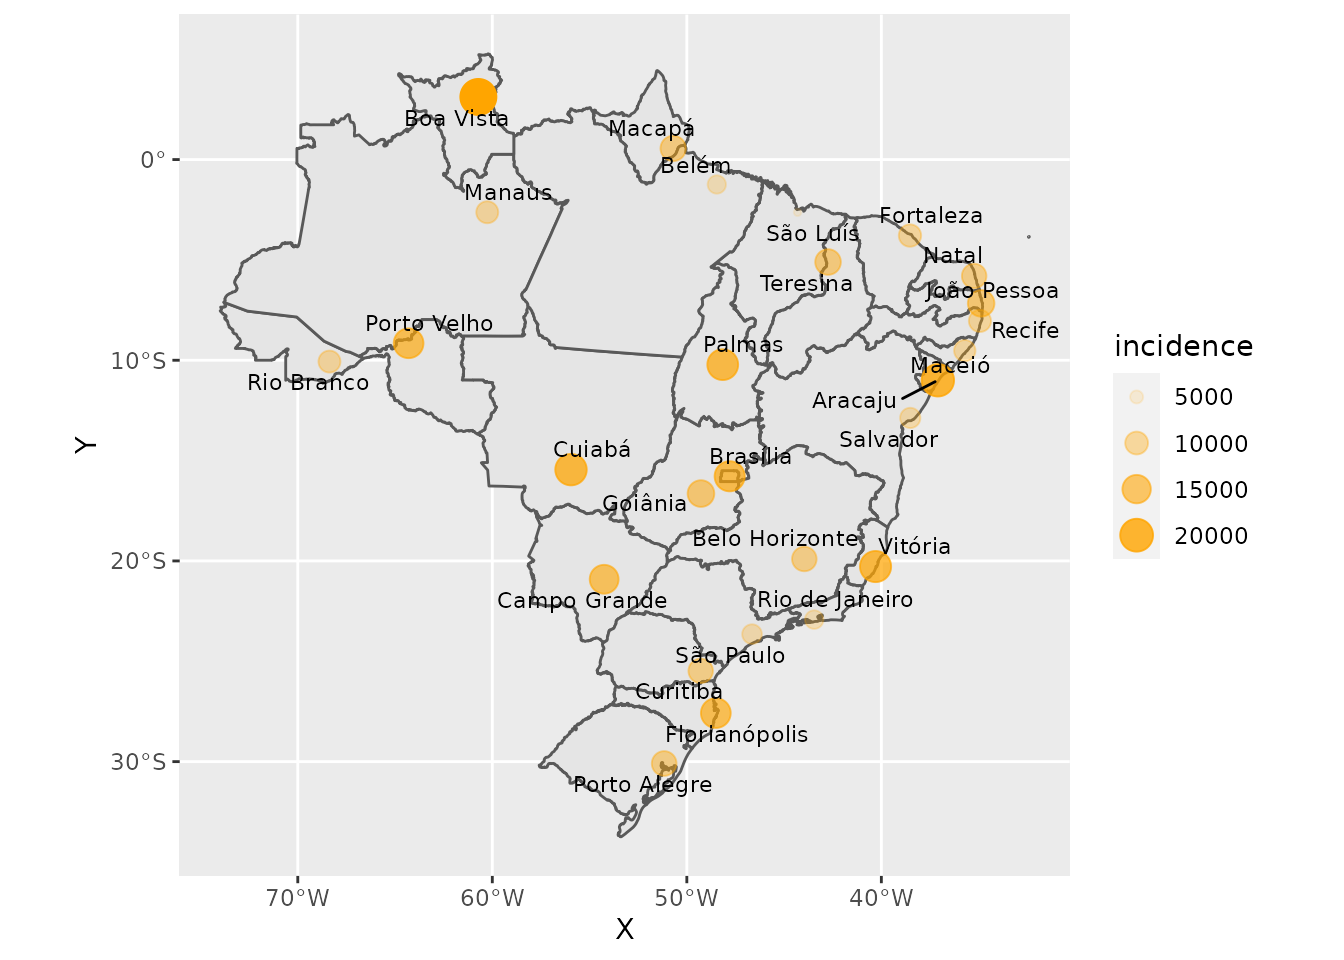 Boa Vista
Macapá
Belém
Manaus
São Luís
Fortaleza
Teresina
Natal
João Pessoa
Porto Velho
Recife
Palmas
Maceió
Rio Branco
Aracaju
Salvador
Cuiabá
Brasília
Goiânia
Belo Horizonte
Vitória
Campo Grande
Rio de Janeiro
São Paulo
Curitiba
Florianópolis
Porto Alegre
0°
10°S
20°S
30°S
Y
70°W
60°W
50°W
40°W
X
incidence
5000
10000
15000
20000